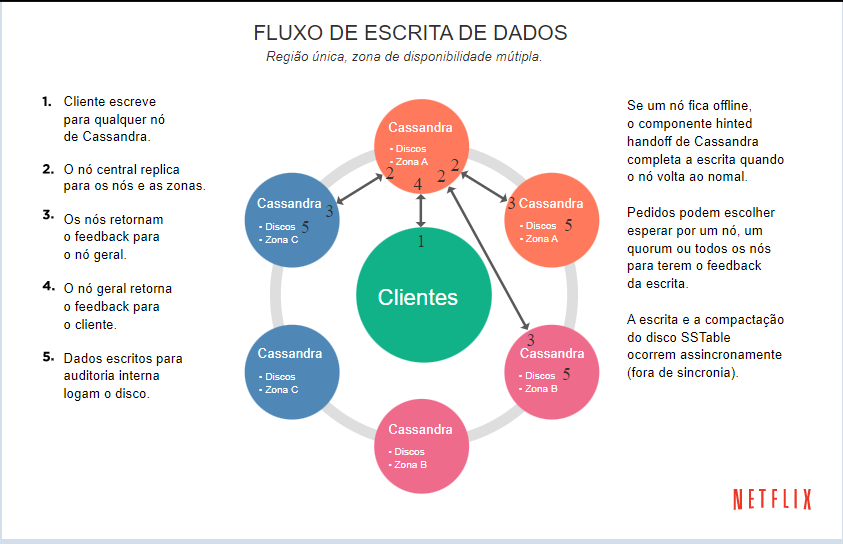 FLUXO DE ESCRITA DE DADOS
Região única, zona de disponibilidade mútipla.
1. Cliente escreve
para qualquer nó
de Cassandra.
2. O nó central replica
para os nós e as zonas.
3. Os nós retornam
o feedback para
o nó geral.
4. O nó geral retorna
o feedback para
o cliente.
5. Dados escritos para
auditoria interna
logam o disco.
Cassandra
• Discos
• Zona A
2
4
2
2
Cassandra
3
• Discos 5
• Zona C
3 Cassandra
• Discos 5
• Zona A
1
Clientes
Cassandra
• Discos
• Zona C
3
Cassandra
• Discos 5
• Zona B
Cassandra
• Discos
• Zona B
Se um nó fica offline,
o componente hinted
handoff de Cassandra
completa a escrita quando
o nó volta ao nomal.
Pedidos podem escolher
esperar por um nó, um
quorum ou todos os nós
para terem o feedback
da escrita.
A escrita e a compactação
do disco SSTable
ocorrem assincronamente
(fora de sincronia).
NETFLIX